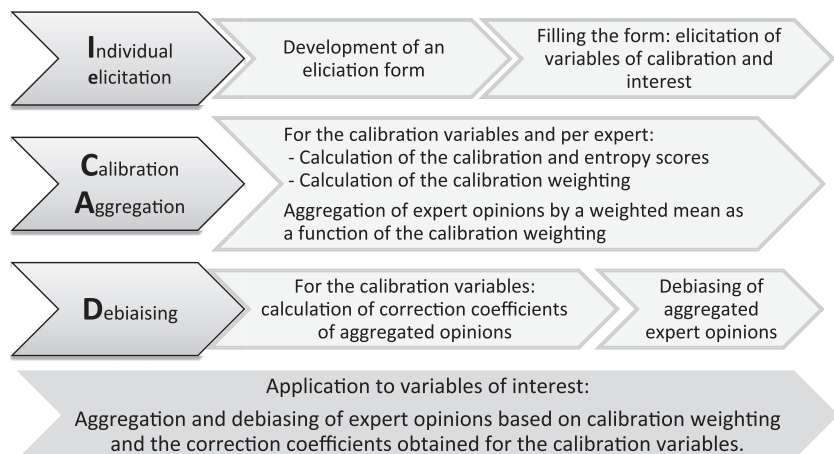 Individual
elicitation
Development of an
eliciation form
Filling the form: elicitation of
variables of calibration and
interest
Calibration
Aggregation
For the calibration variables and per expert:
- Calculation of the calibration and entropy scores
- Calculation of the calibration weighting
Aggregation of expert opinions by a weighted mean as
a function of the calibration weighting
Debiaising
For the calibration variables:
calculation of correction coefficients
of aggregated opinions
Debiasing of
aggregated
expert opinions
Application to variables of interest:
Aggregation and debiasing of expert opinions based on calibration weighting
and the correction coefficients obtained for the calibration variables.